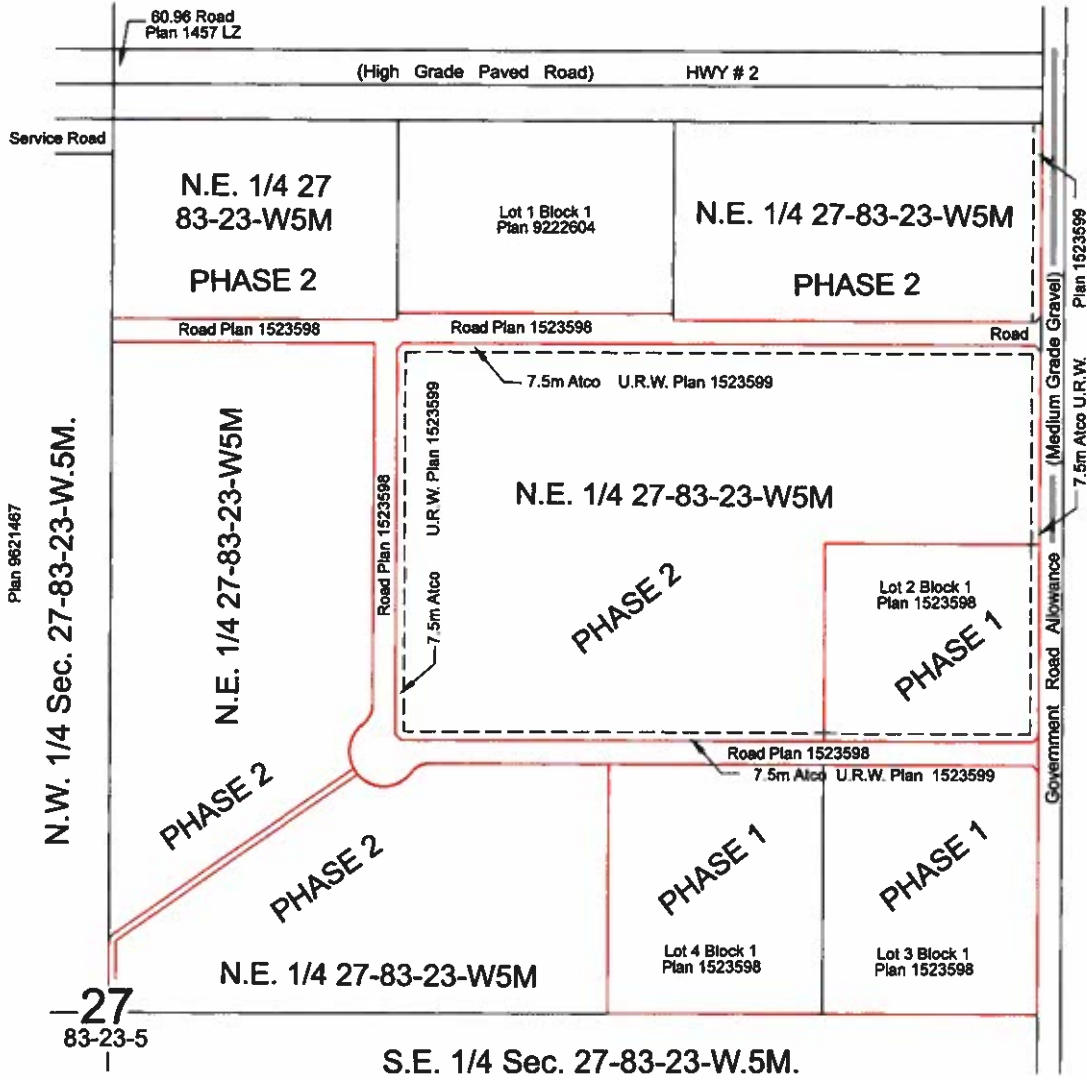 60.96 Road
Plan 1457 LZ
(High Grade Paved Road) HWY # 2
Service Road
N.E. 1/4 27
83-23-W5M
PHASE 2
Lot 1 Block 1
Plan 9222604
N.E. 1/4 27-83-23-W5M
PHASE 2
Plan 1523599
Road Plan 1523598
Road Plan 1523598
Road
(Medium Grade Gravel)
7.5m Atco U.R.W. Plan 1523599
U.R.W. Plan 1523599
7.5m Atco
7.5m Atco U.R.W.
Plan 9621467
N.W. 1/4 Sec. 27-83-23-W.5M.
N.E. 1/4 27-83-23-W5M
Road Plan 1523598
N.E. 1/4 27-83-23-W5M
PHASE 2
Lot 2 Block 1
Plan 1523598
PHASE 1
Government Road Allowance
Road Plan 1523598
7.5m Atco U.R.W. Plan 1523599
PHASE 2
PHASE 2
N.E. 1/4 27-83-23-W5M
PHASE 1
Lot 4 Block 1
Plan 1523598
PHASE 1
Lot 3 Block 1
Plan 1523598
27
83-23-5
S.E. 1/4 Sec. 27-83-23-W.5M.